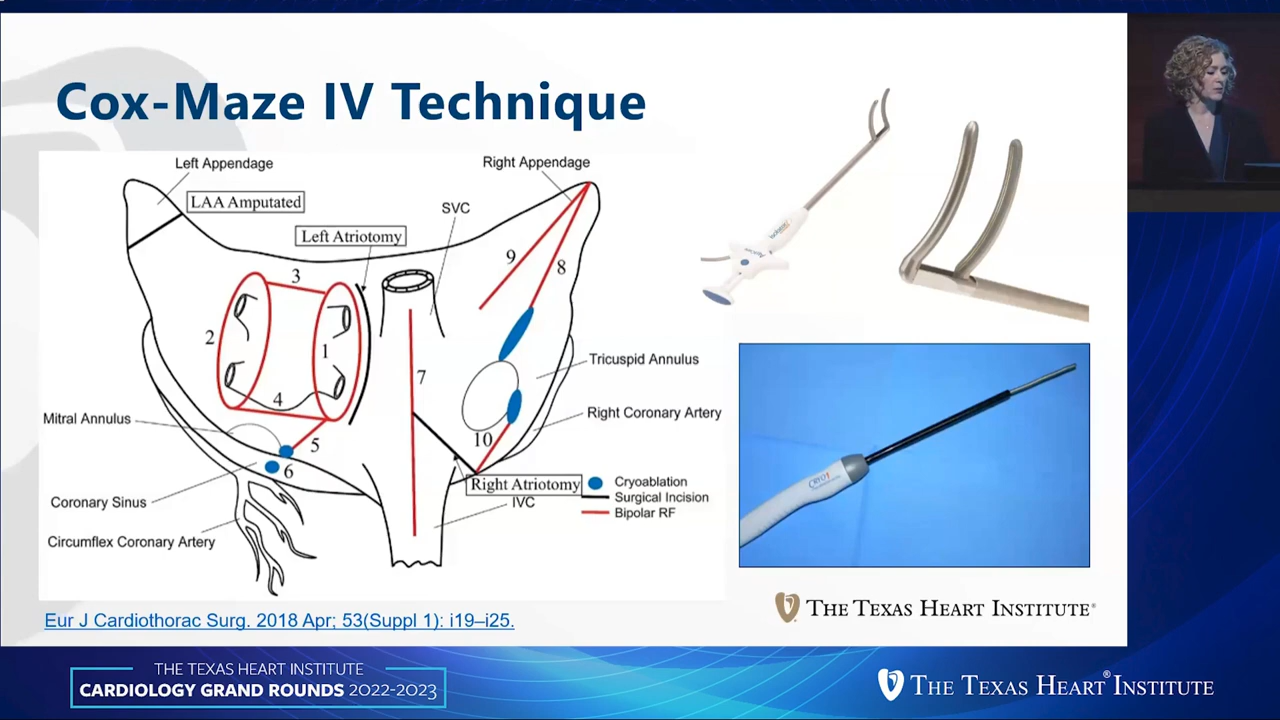 Cox-Maze IV Technique
Left Appendage
Right Appendage
LAA Amputated
SVC
Left Atriotomy
9
8
3
2
1
7
4
Tricuspid Annulus
Mitral Annulus
Right Coronary Artery
5
10
6
Right Atriotomy
Cryoablation
Coronary Sinus
IVC
Surgical Incision
Bipolar RF
Circumflex Coronary Artery
CRYO1
THE TEXAS HEART INSTITUTE®
Eur J Cardiothorac Surg. 2018 Apr; 53(Suppl 1): i19–i25.
THE TEXAS HEART INSTITUTE
CARDIOLOGY GRAND ROUNDS 2022-2023
THE TEXAS HEART® INSTITUTE